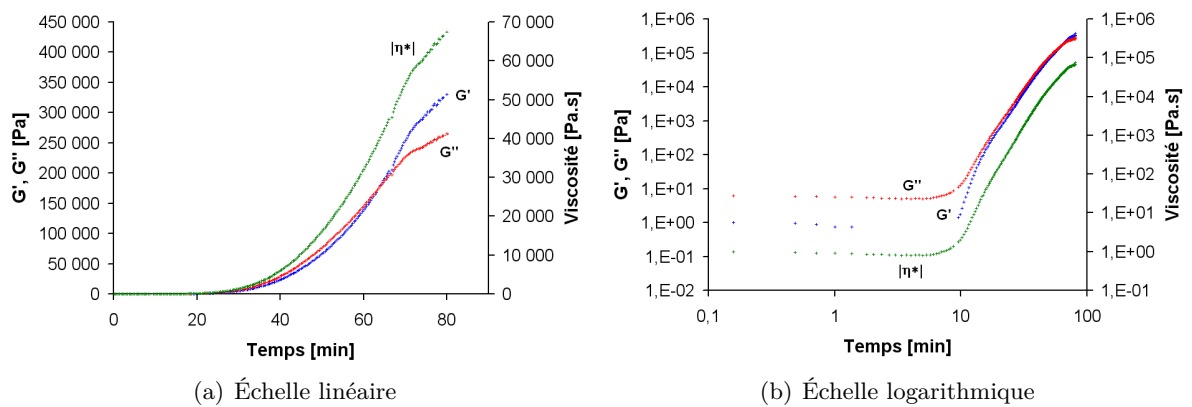 G', G'' [Pa]
450 000
400 000
350 000
300 000
250 000
200 000
150 000
100 000
50 000
0
0
20
40
60
80
Temps [min]
|η*|
G'
G''
70 000
60 000
50 000
40 000
30 000
20 000
10 000
0
Viscosité [Pa.s]
(a) Échelle linéaire
G', G'' [Pa]
1,E+06
1,E+05
1,E+04
1,E+03
1,E+02
1,E+01
1,E+00
1,E-01
1,E-02
0,1
1
10
100
Temps [min]
G''
G'
|η*|
1,E+06
1,E+05
1,E+04
1,E+03
1,E+02
1,E+01
1,E+00
1,E-01
Viscosité [Pa.s]
(b) Échelle logarithmique